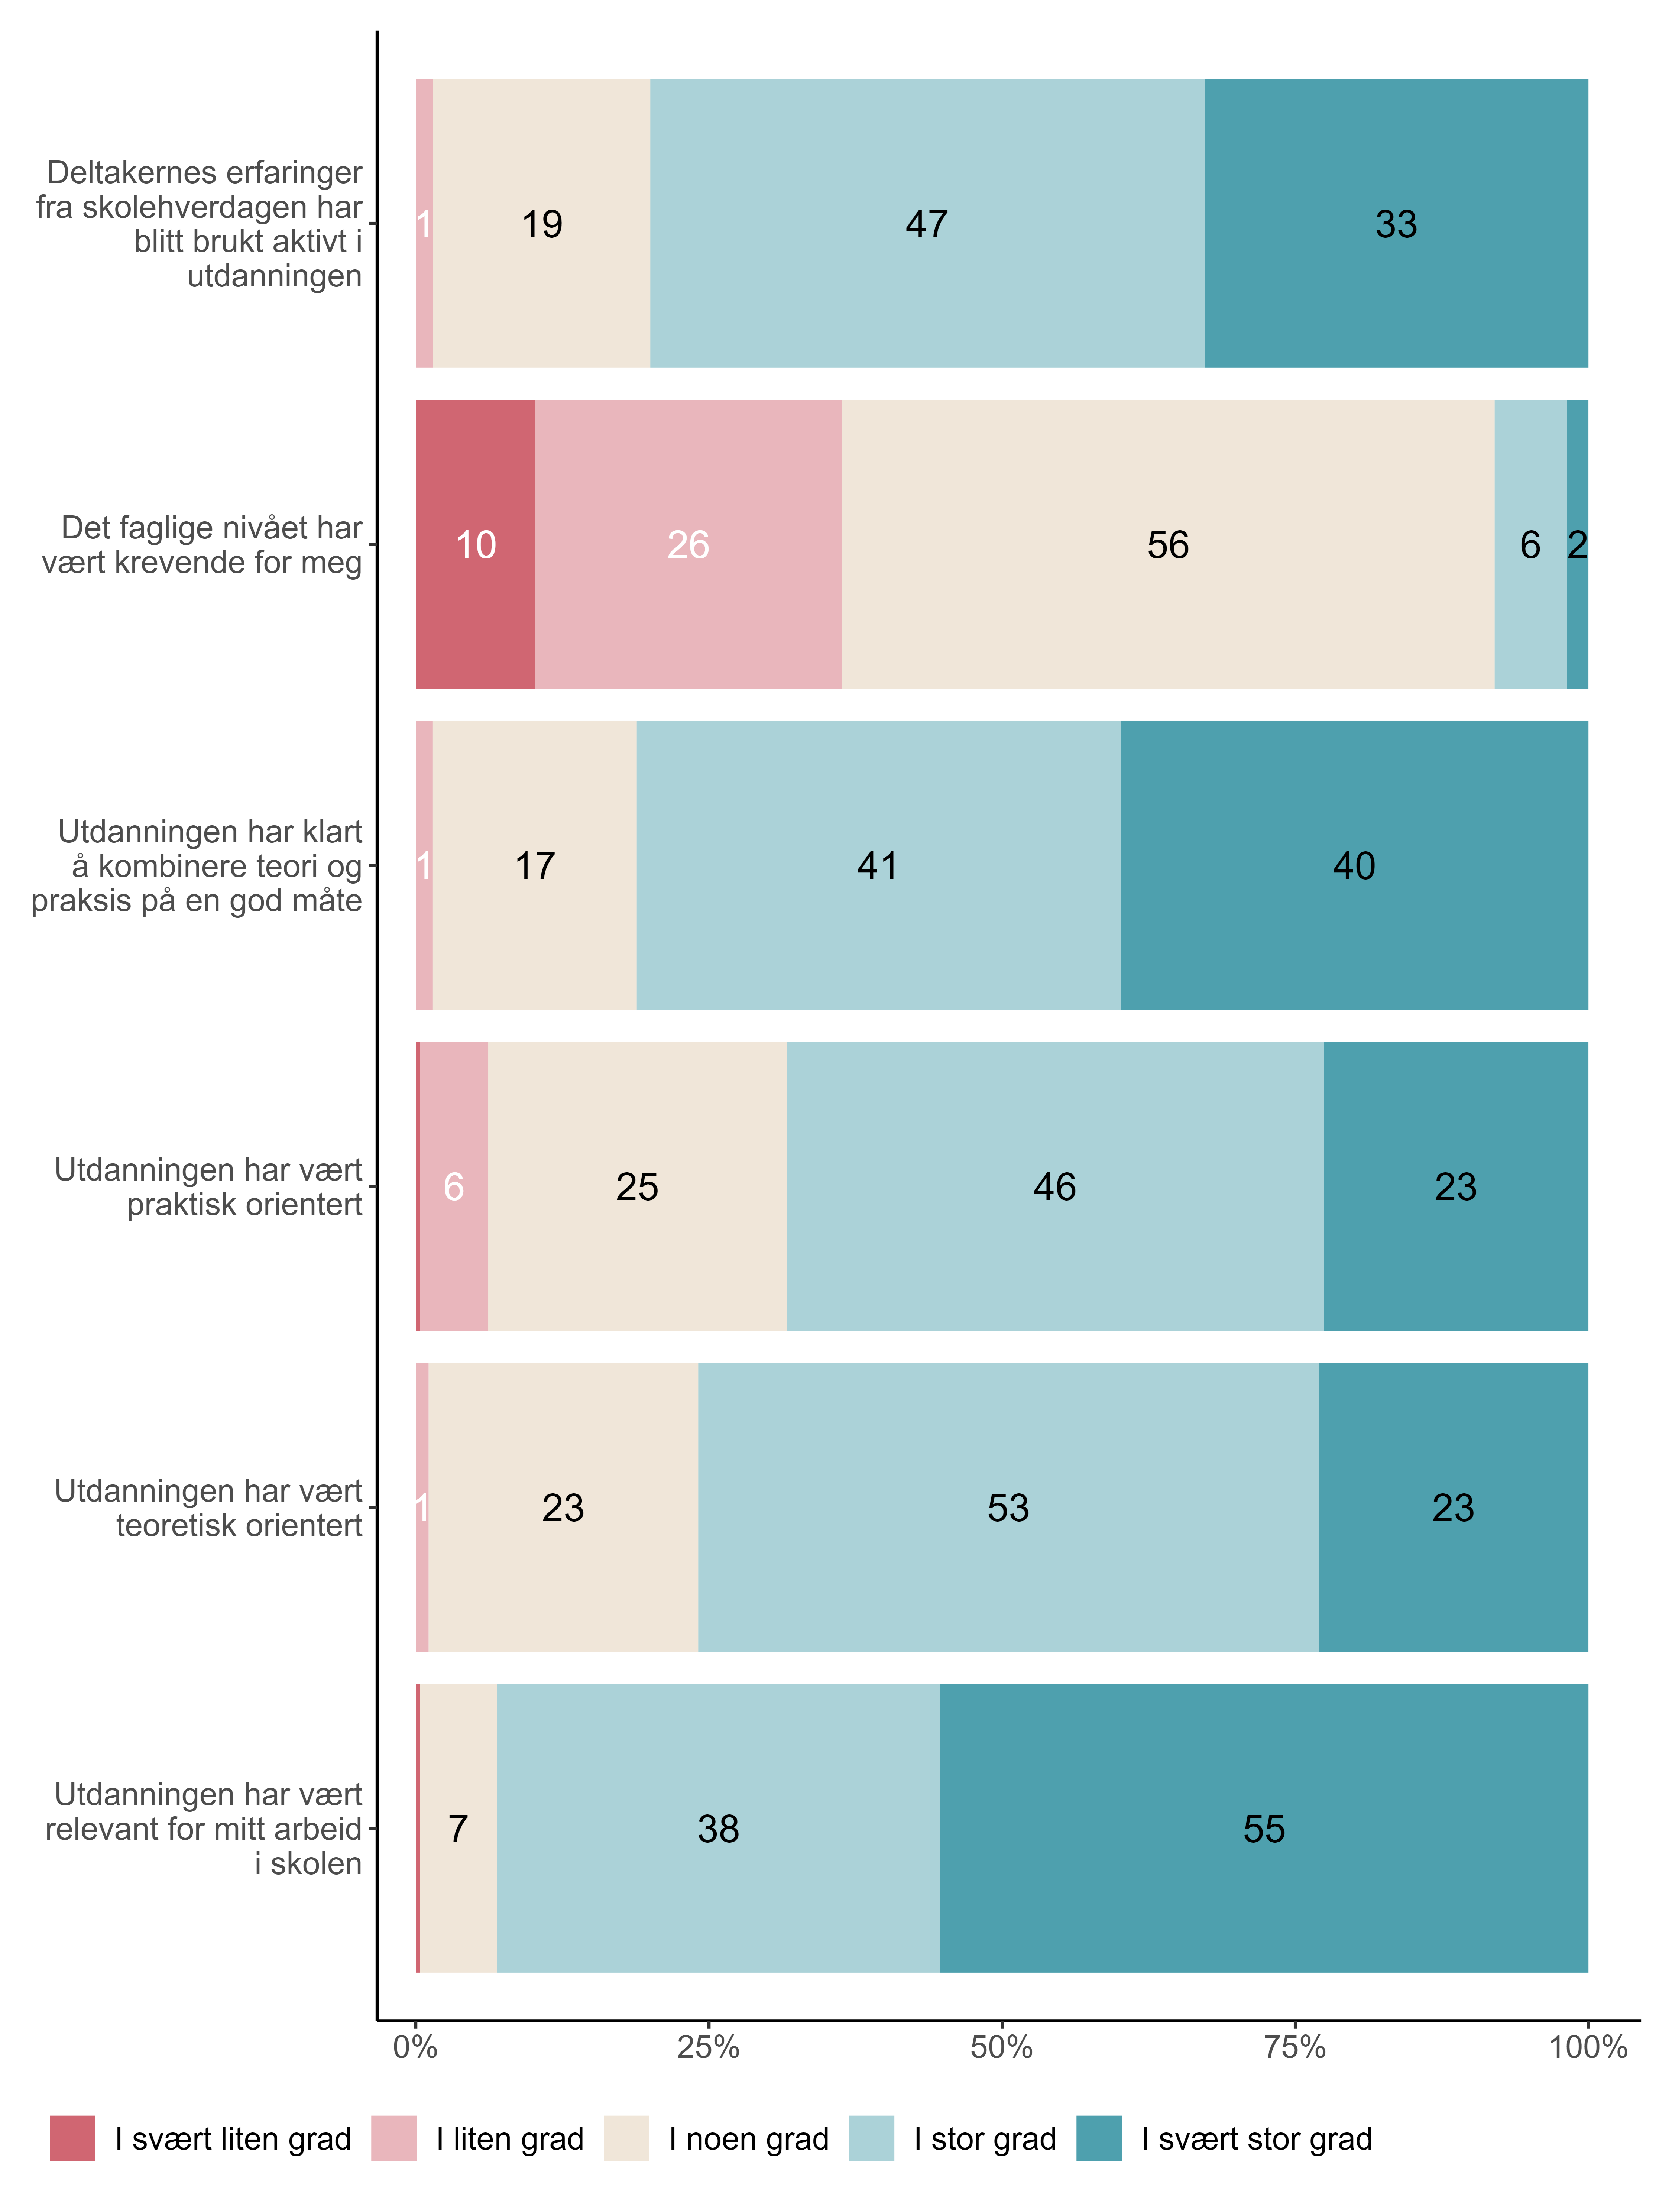 Deltakernes erfaringer
fra skolehverdagen har
blitt brukt aktivt i
utdanningen
1 19 47 33
Det faglige nivået har
vært krevende for meg
10 26 56 6 2
Utdanningen har klart
å kombinere teori og
praksis på en god måte
1 17 41 40
Utdanningen har vært
praktisk orientert
6 25 46 23
Utdanningen har vært
teoretisk orientert
1 23 53 23
Utdanningen har vært
relevant for mitt arbeid
i skolen
7 38 55
0% 25% 50% 75% 100%
I svært liten grad I liten grad I noen grad I stor grad I svært stor grad